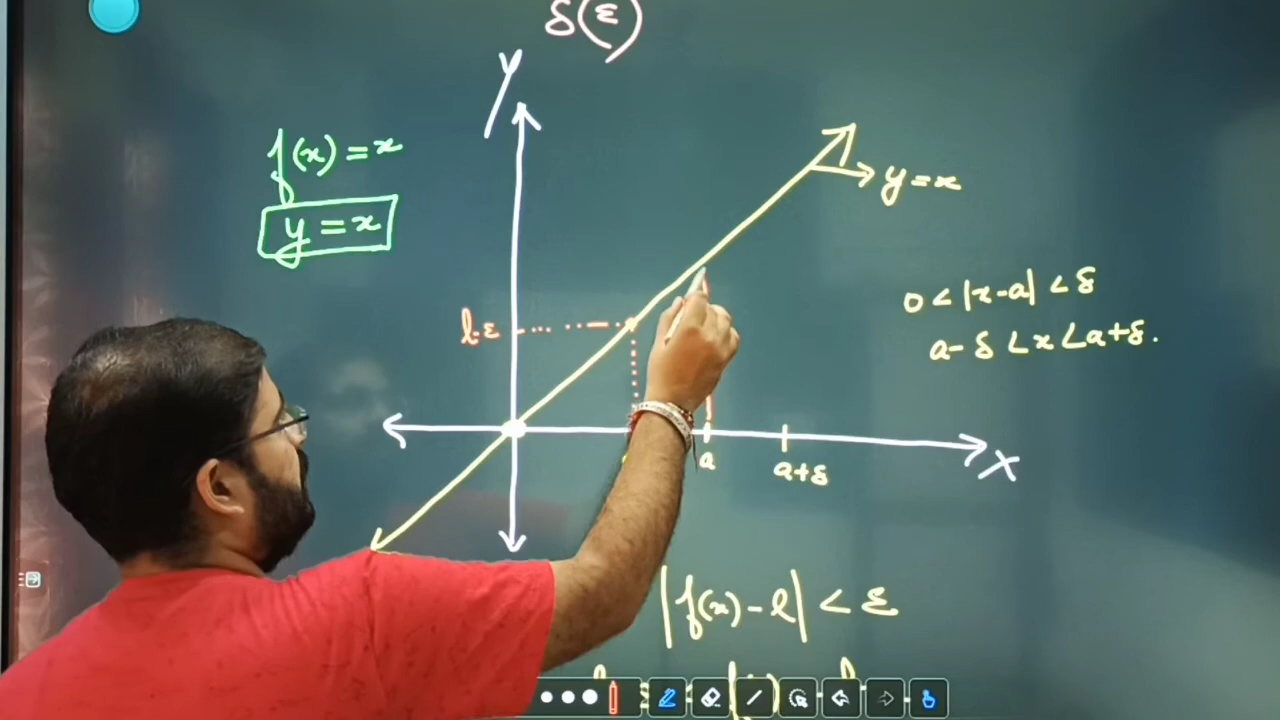 δ(ε)
Y
f(x) = x
y = x
y = x
0 < |x-a| < δ
a-δ < x < a+δ.
l-ε
a
a+δ
X
|f(x) - l| < ε